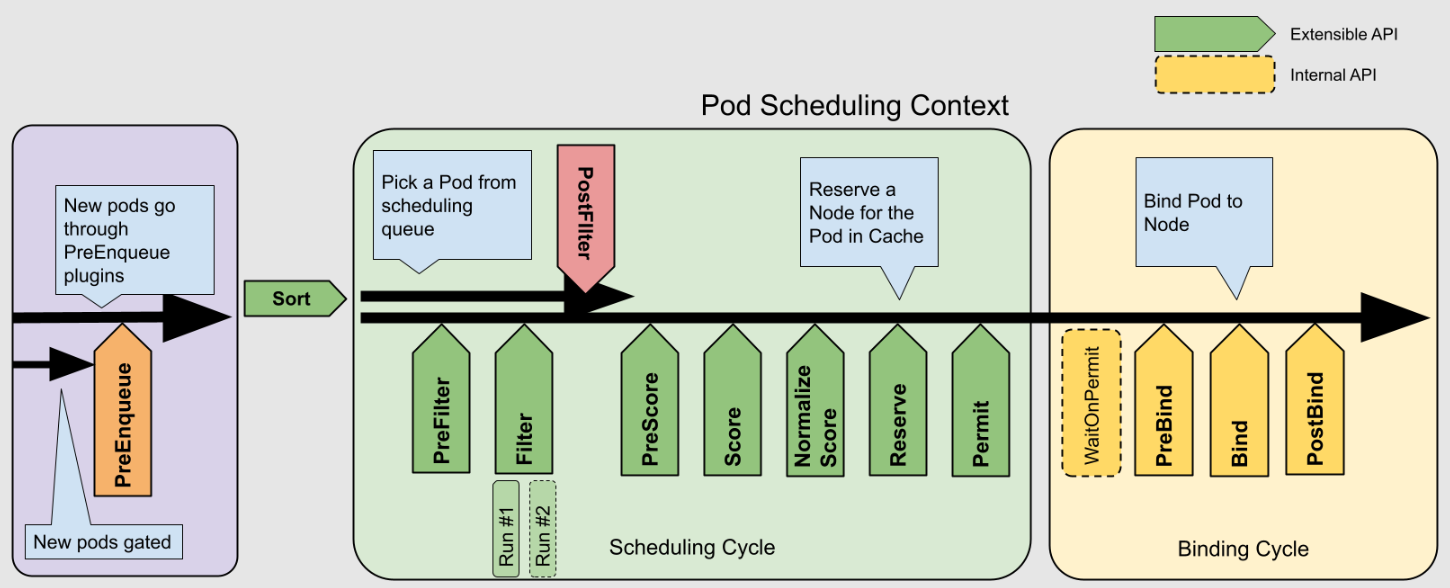 Extensible API
Internal API
Pod Scheduling Context
New pods go
through
PreEnqueue
plugins
PreEnqueue
New pods gated
Sort
Pick a Pod from
scheduling
queue
PostFIlter
Reserve a
Node for the
Pod in Cache
PreFilter
Filter
Run #1
Run #2
PreScore
Score
Normalize
Score
Reserve
Permit
Scheduling Cycle
Bind Pod to
Node
WaitOnPermit
PreBind
Bind
PostBind
Binding Cycle